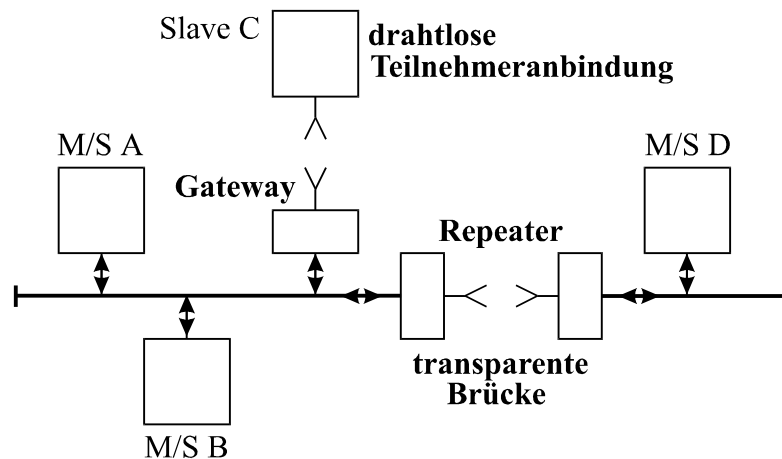 Slave C
drahtlose
Teilnehmeranbindung
M/S A
M/S D
Gateway
Repeater
transparente
Brücke
M/S B